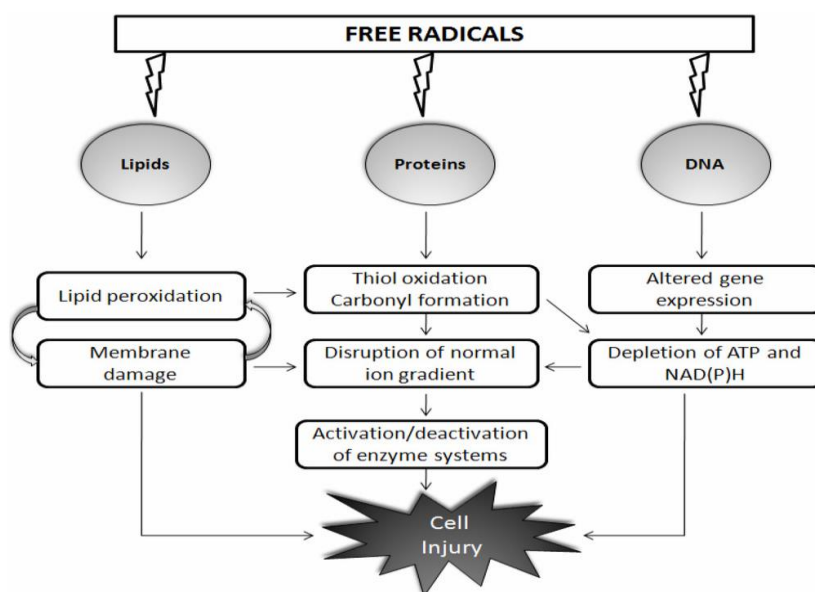 FREE RADICALS
Lipids
Proteins
DNA
Lipid peroxidation
Thiol oxidation
Carbonyl formation
Altered gene
expression
Membrane
damage
Disruption of normal
ion gradient
Depletion of ATP and
NAD(P)H
Activation/deactivation
of enzyme systems
Cell
Injury